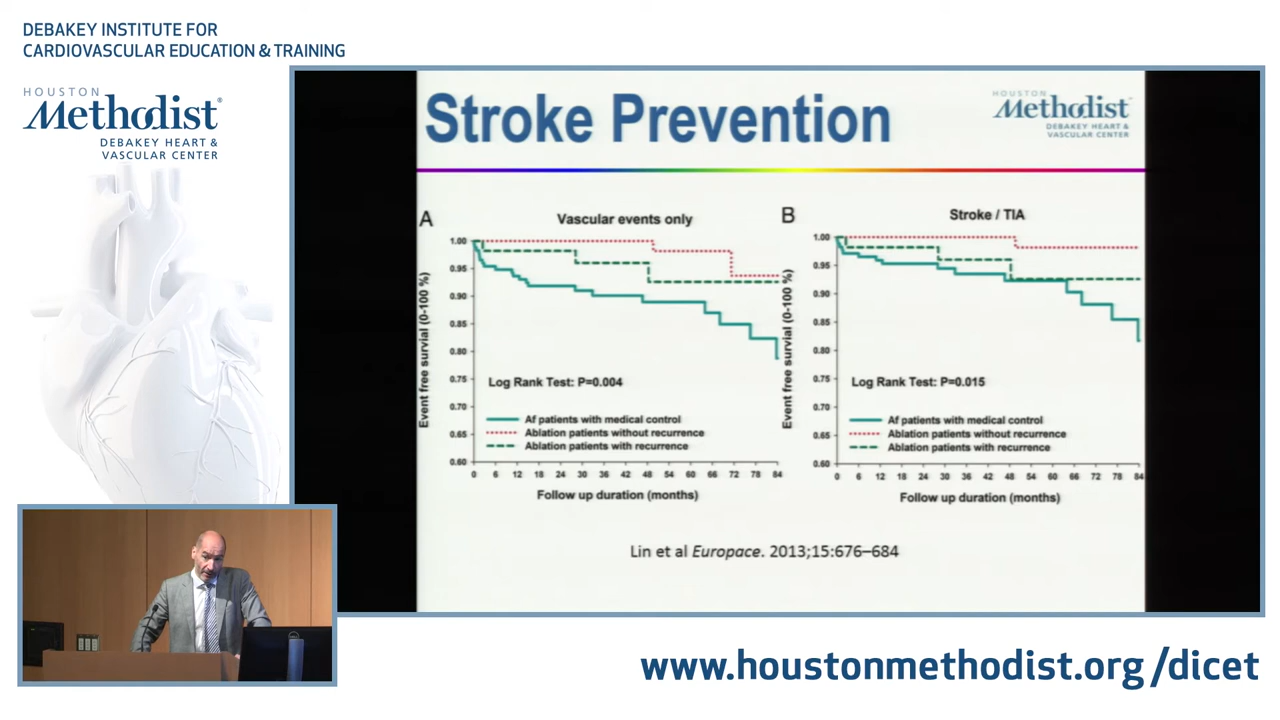 DEBAKEY INSTITUTE FOR
CARDIOVASCULAR EDUCATION & TRAINING
HOUSTON
Methodist®
DEBAKEY HEART &
VASCULAR CENTER
Stroke Prevention
HOUSTON
Methodist
DEBAKEY HEART &
VASCULAR CENTER
A
Vascular events only
Event free survial (0-100 %)
1.00
0.95
0.90
0.85
0.80
0.75
0.70
0.65
0.60
Log Rank Test: P=0.004
Af patients with medical control
Ablation patients without recurrence
Ablation patients with recurrence
0 6 12 18 24 30 36 42 48 54 60 66 72 78 84
Follow up duration (months)
B
Stroke / TIA
Event free survial (0-100 %)
1.00
0.95
0.90
0.85
0.80
0.75
0.70
0.65
0.60
Log Rank Test: P=0.015
Af patients with medical control
Ablation patients without recurrence
Ablation patients with recurrence
0 6 12 18 24 30 36 42 48 54 60 66 72 78 84
Follow up duration (months)
Lin et al Europace. 2013;15:676–684
www.houstonmethodist.org/dicet